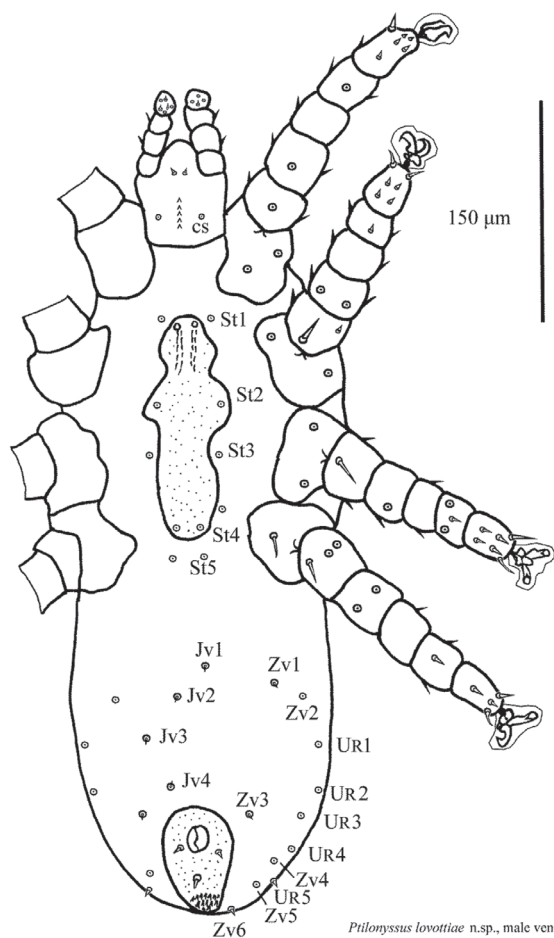 150 µm
cs
St1
St2
St3
St4
St5
Jv1
Zv1
Jv2
Zv2
Jv3
UR1
Jv4
UR2
Zv3
UR3
UR4
Zv4
UR5
Zv5
Zv6
Ptilonyssus lovottiae n.sp., male ven